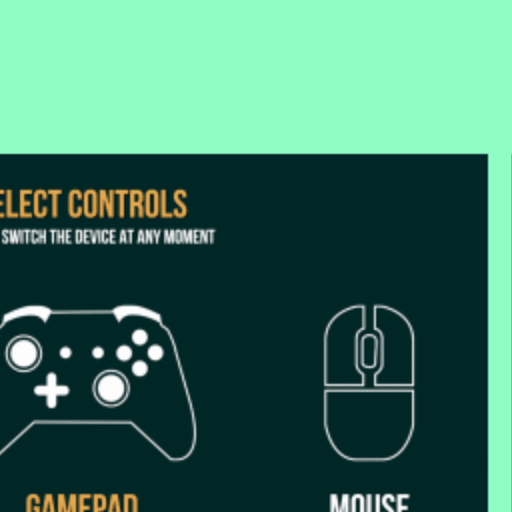 ELECT CONTROLS
SWITCH THE DEVICE AT ANY MOMENT
GAMEPAD
MOUSE